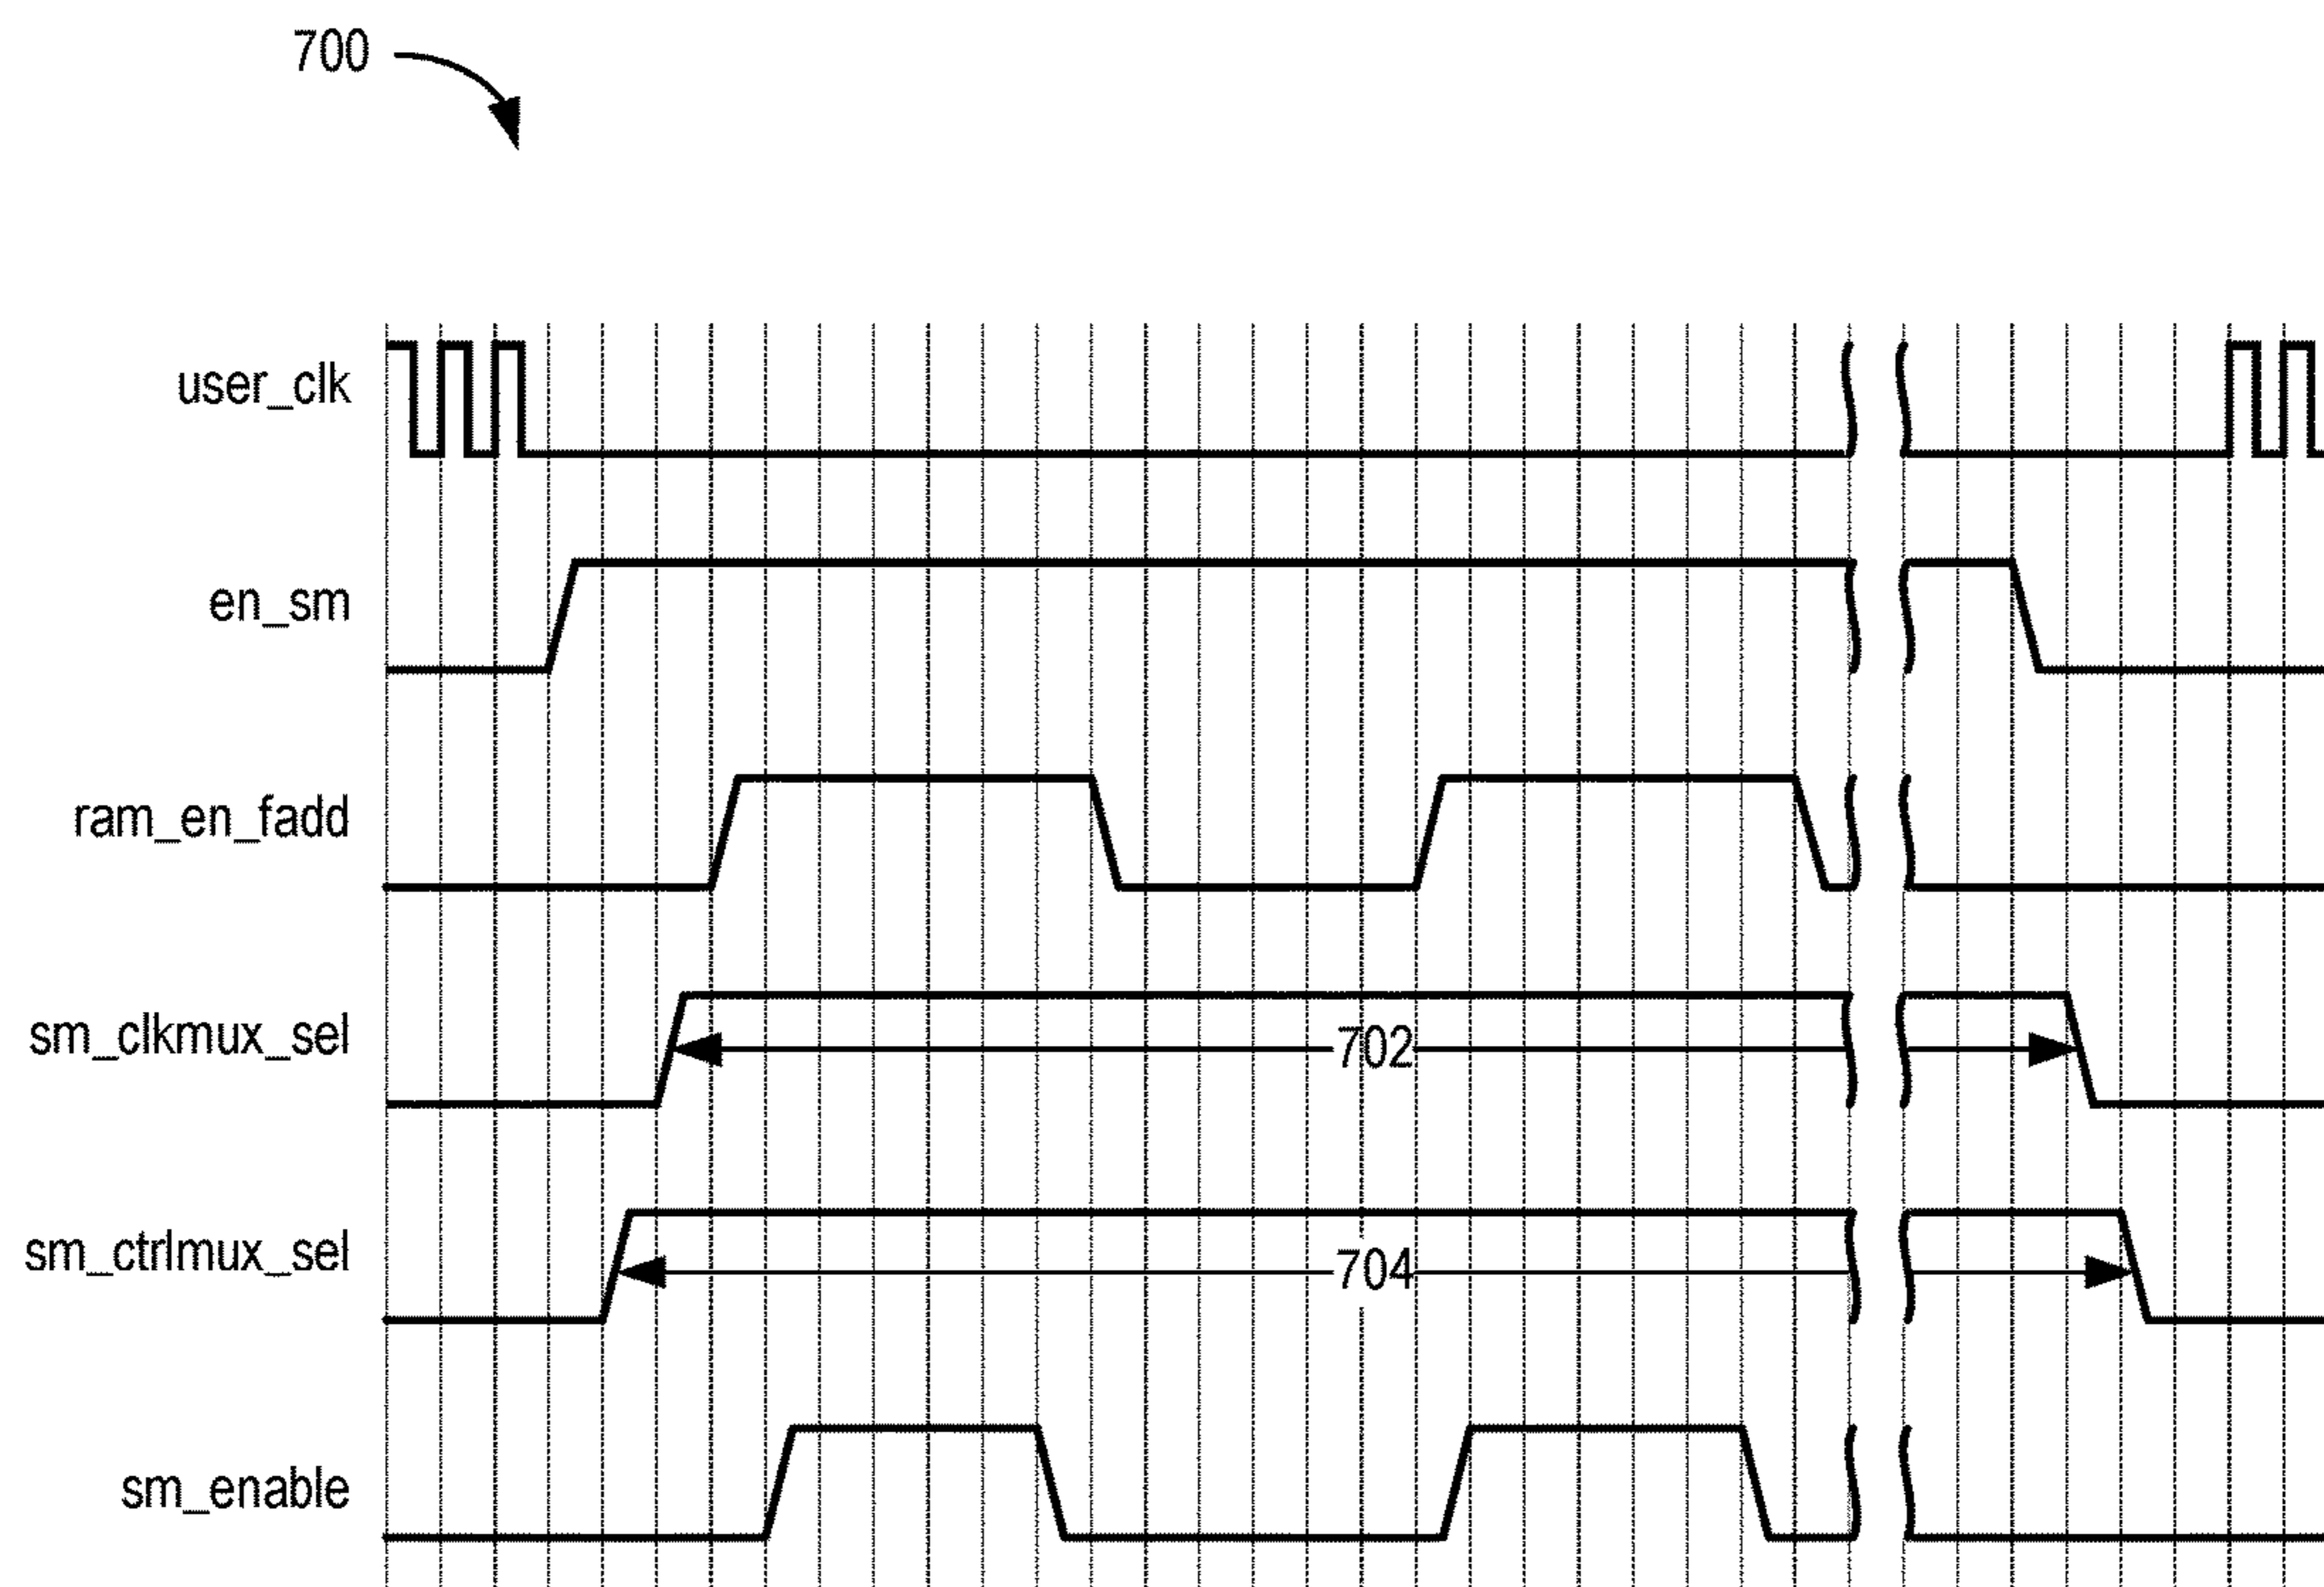 700
user_clk
en_sm
ram_en_fadd
sm_clkmux_sel
702
sm_ctrlmux_sel
704
sm_enable